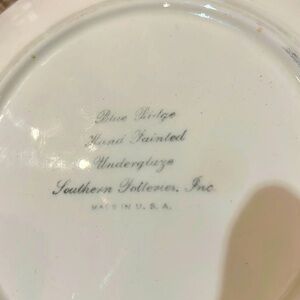 Blue Ridge
Hand Painted
Underglaze
Southern Potteries, Inc.
MADE IN U. S. A.